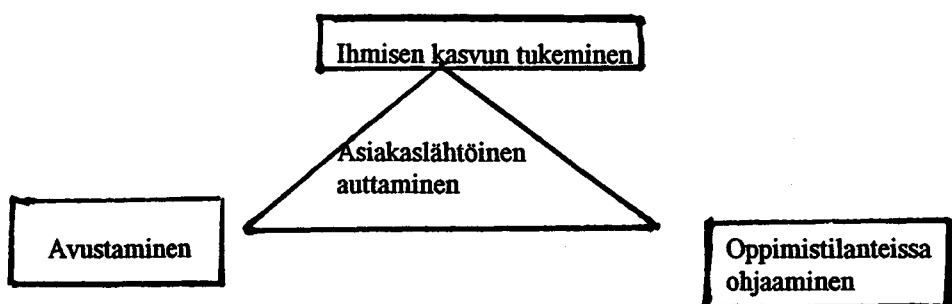 Ihmisen kasvun tukeminen
Asiakaslähtöinen
auttaminen
Avustaminen
Oppimistilanteissa
ohjaaminen